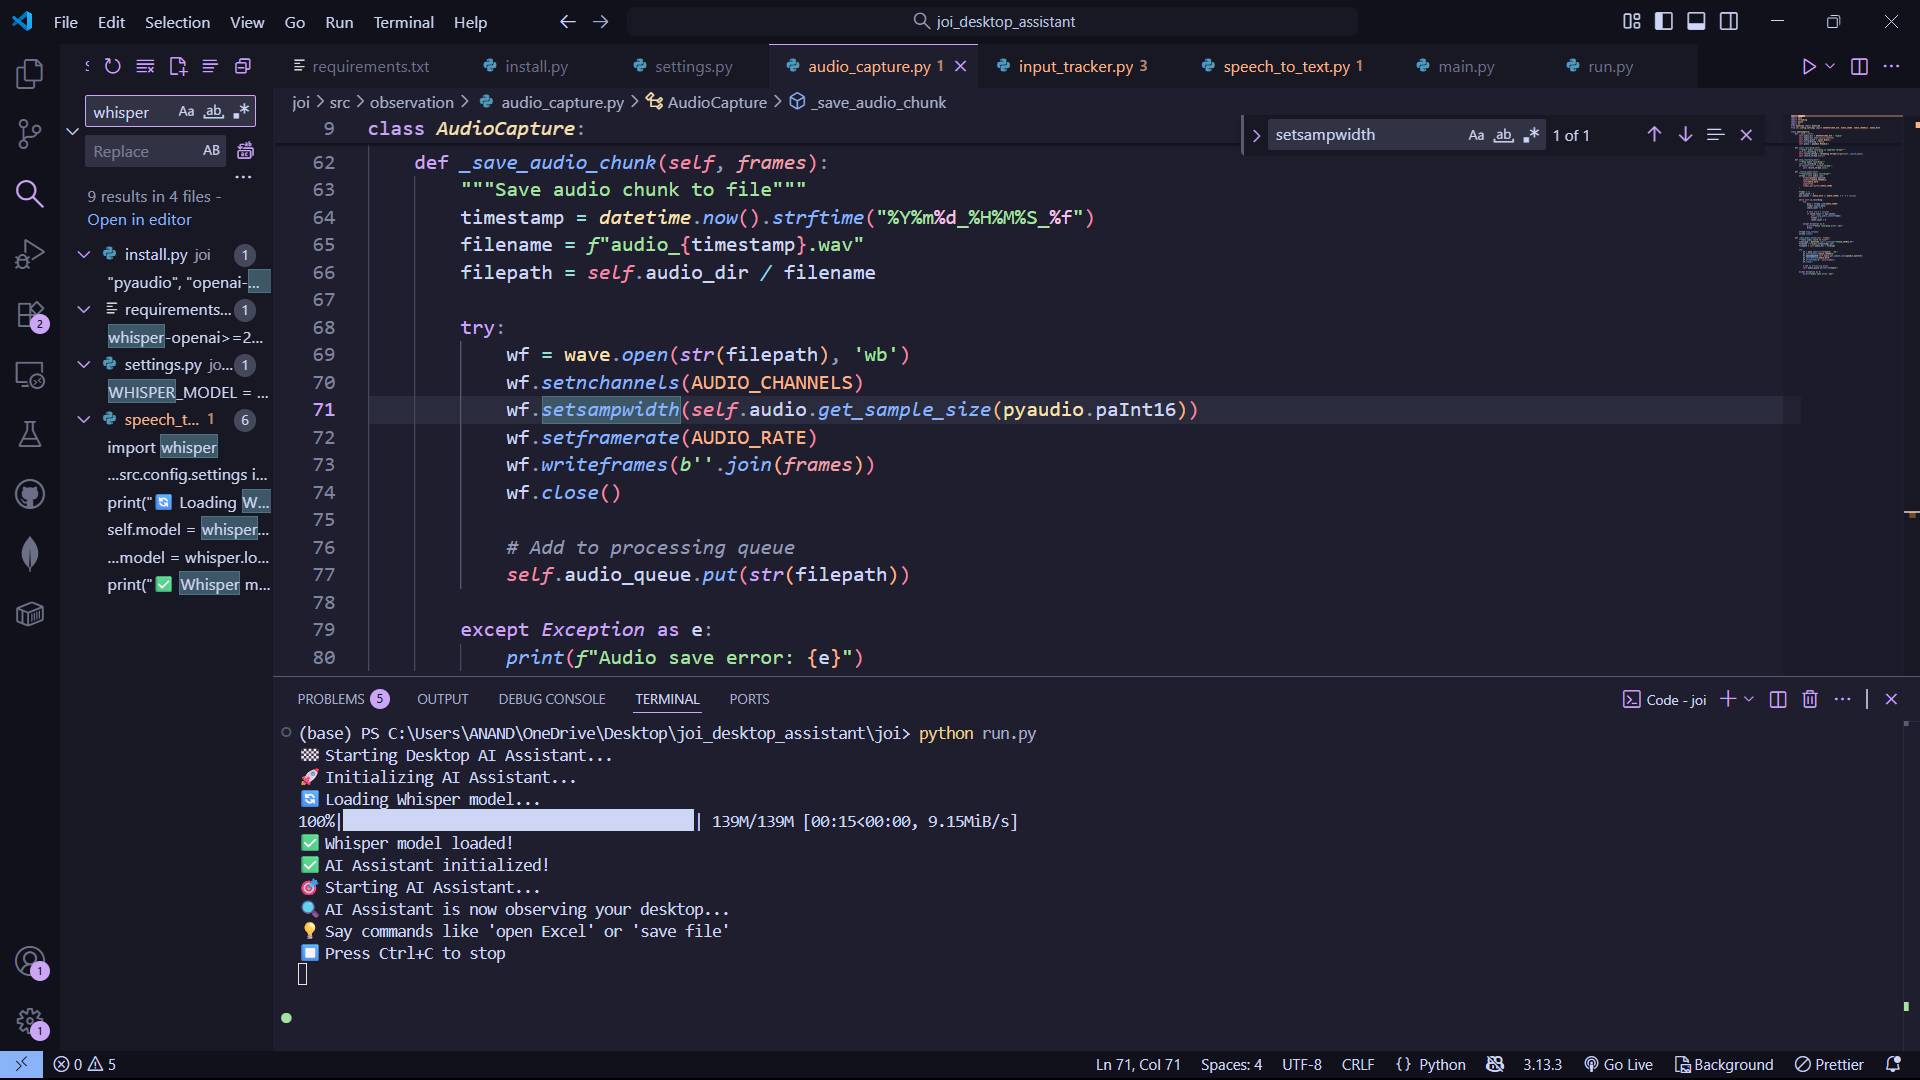 File Edit Selection View Go Run Terminal Help
joi_desktop_assistant
requirements.txt install.py settings.py audio_capture.py 1 input_tracker.py 3 speech_to_text.py 1 main.py run.py
joi > src > observation > audio_capture.py > AudioCapture > _save_audio_chunk
whisper Aa ab
Replace AB
9 results in 4 files -
Open in editor
install.py joi 1
"pyaudio", "openai-...
requirements... 1
whisper-openai>=2...
settings.py jo... 1
WHISPER_MODEL = ...
speech_t... 1 6
import whisper
...src.config.settings i...
print("🔄 Loading W...
self.model = whisper...
...model = whisper.lo...
print("✅ Whisper m...
2
1
1
setsampwidth Aa ab 1 of 1
9 class AudioCapture:
62 def _save_audio_chunk(self, frames):
63 """Save audio chunk to file"""
64 timestamp = datetime.now().strftime("%Y%m%d_%H%M%S_%f")
65 filename = f"audio_{timestamp}.wav"
66 filepath = self.audio_dir / filename
67
68 try:
69 wf = wave.open(str(filepath), 'wb')
70 wf.setnchannels(AUDIO_CHANNELS)
71 wf.setsampwidth(self.audio.get_sample_size(pyaudio.paInt16))
72 wf.setframerate(AUDIO_RATE)
73 wf.writeframes(b''.join(frames))
74 wf.close()
75
76 # Add to processing queue
77 self.audio_queue.put(str(filepath))
78
79 except Exception as e:
80 print(f"Audio save error: {e}")
PROBLEMS 5 OUTPUT DEBUG CONSOLE TERMINAL PORTS
Code - joi
(base) PS C:\Users\ANAND\OneDrive\Desktop\joi_desktop_assistant\joi> python run.py
🏁 Starting Desktop AI Assistant...
🚀 Initializing AI Assistant...
🔄 Loading Whisper model...
100%|██████████| 139M/139M [00:15<00:00, 9.15MiB/s]
✅ Whisper model loaded!
✅ AI Assistant initialized!
🎯 Starting AI Assistant...
🔍 AI Assistant is now observing your desktop...
💡 Say commands like 'open Excel' or 'save file'
⏹️ Press Ctrl+C to stop
0 5
Ln 71, Col 71 Spaces: 4 UTF-8 CRLF {} Python 3.13.3 Go Live Background Prettier